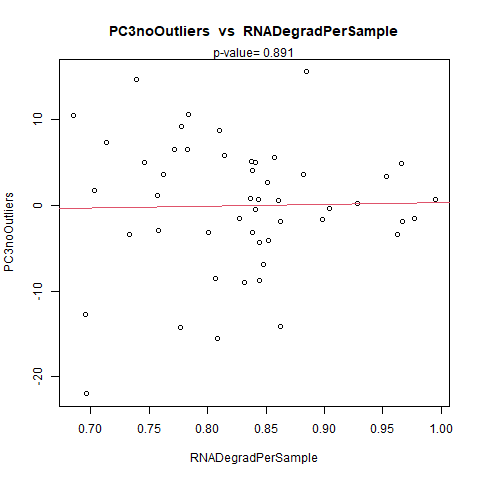 PC3noOutliers vs RNADegradPerSample
p-value= 0.891
PC3noOutliers
10
0
-10
-20
0.70 0.75 0.80 0.85 0.90 0.95 1.00
RNADegradPerSample